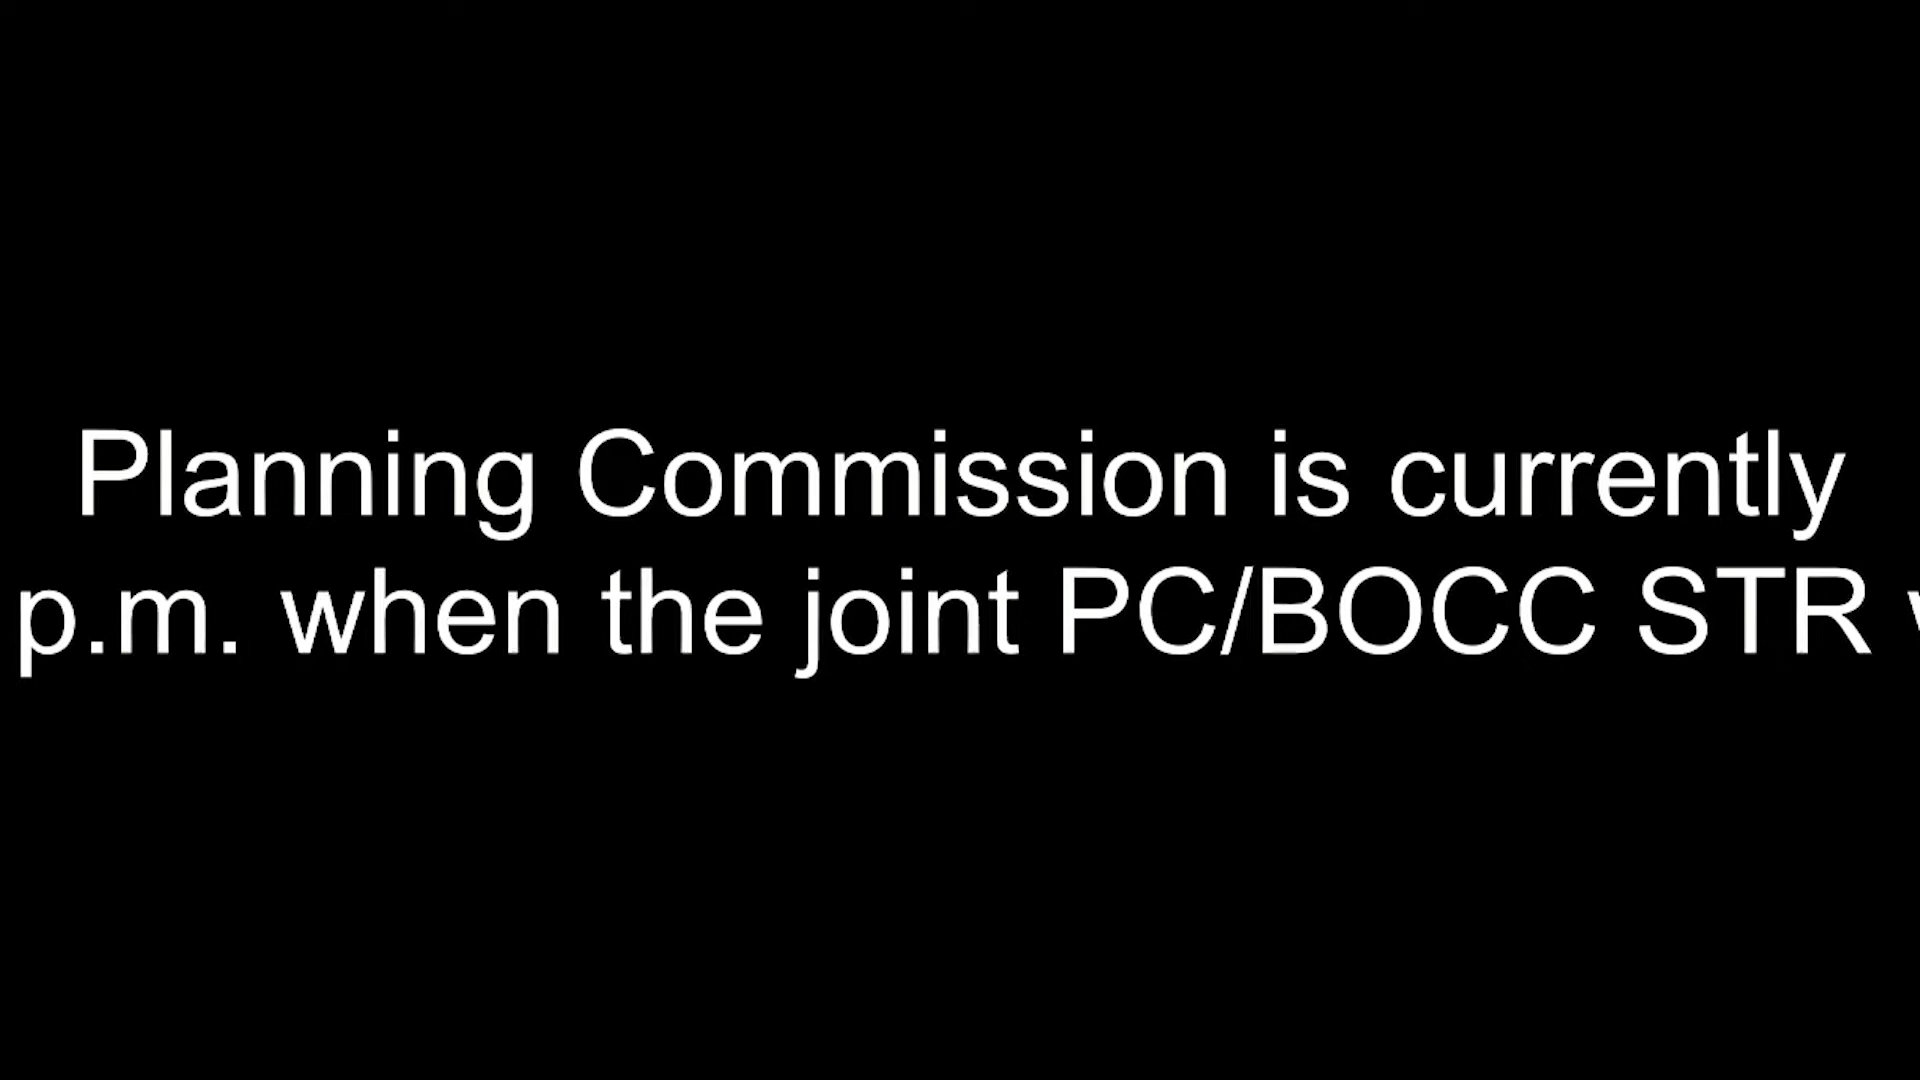 Planning Commission is currently
p.m. when the joint PC/BOCC STR